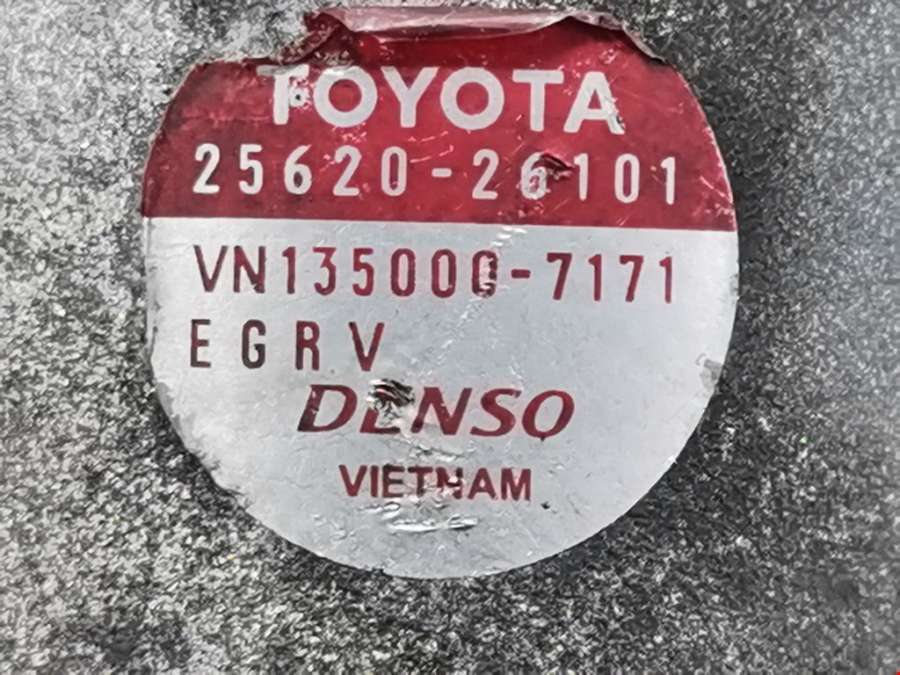 TOYOTA
25620-26101
VN135000-7171
EGRV
DENSO
VIETNAM